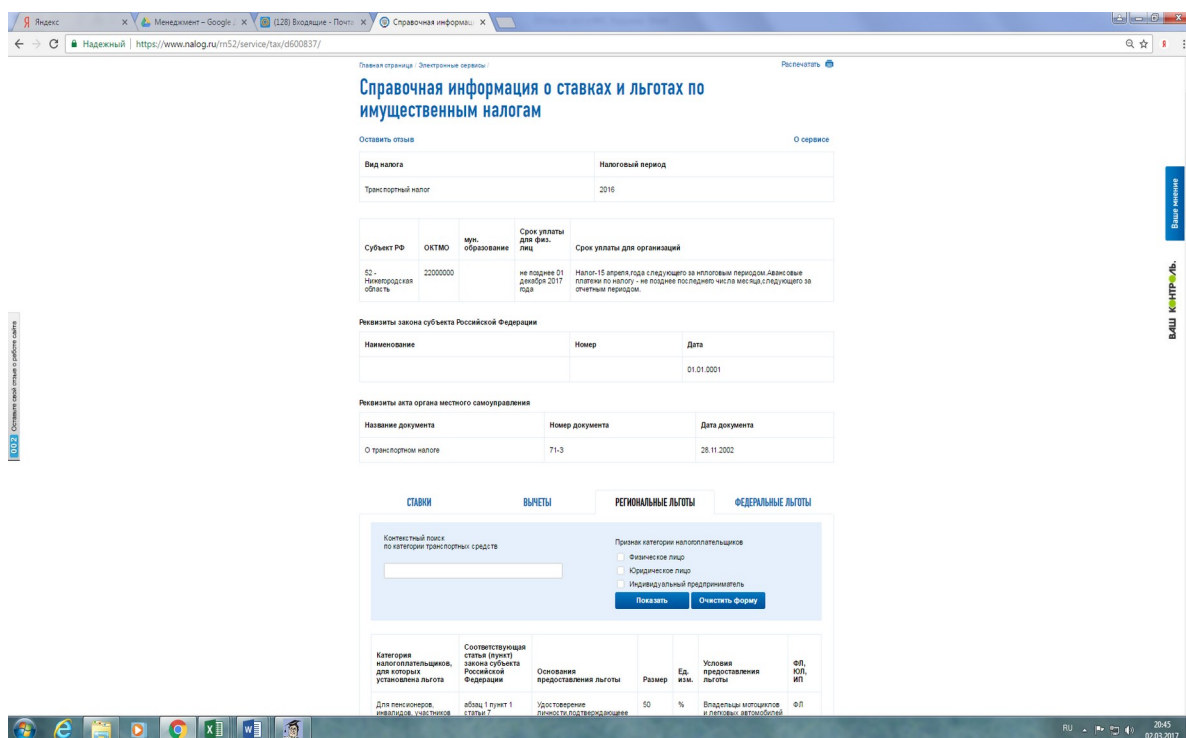 Яндекс
Менеджмент – Google
(128) Входящие – Почта
Справочная информац
Надежный | https://www.nalog.ru/rn52/service/tax/d600837/
Главная страница / Электронные сервисы /
Распечатать
Справочная информация о ставках и льготах по
имущественным налогам
Оставить отзыв
О сервисе
Вид налога
Налоговый период
Транспортный налог
2016
Субъект РФ
ОКТМО
мун.
образование
Срок уплаты
для физ.
лиц
Срок уплаты для организаций
52 -
Нижегородская
область
22000000
не позднее 01
декабря 2017
года
Налог-15 апреля,года следующего за нплоговым периодом.Авансовые
платежи по налогу - не позднее последнего числа месяца,следующего за
отчетным периодом.
Реквизиты закона субъекта Российской Федерации
Наименование
Номер
Дата
01.01.0001
Реквизиты акта органа местного самоуправления
Название документа
Номер документа
Дата документа
О транспортном налоге
71-З
28.11.2002
СТАВКИ
ВЫЧЕТЫ
РЕГИОНАЛЬНЫЕ ЛЬГОТЫ
ФЕДЕРАЛЬНЫЕ ЛЬГОТЫ
Контекстный поиск
по категории транспортных средств
Признак категории налогоплательщиков
Физическое лицо
Юридическое лицо
Индивидуальный предприниматель
Показать
Очистить форму
Категория
налогоплательщиков,
для которых
установлена льгота
Соответствующая
статья (пункт)
закона субъекта
Российской
Федерации
Основания
предоставления льготы
Размер
Ед.
изм.
Условия
предоставления
льготы
ФЛ,
ЮЛ,
ИП
Для пенсионеров,
инвалидов, участников
абзац 1 пункт 1
статьи 7
Удостоверение
личности,подтверждающее
50
%
Владельцы мотоциклов
и легковых автомобилей
ФЛ
Ваше мнение
ВАШ КОНТРОЛЬ.
002 Оставьте свой отзыв о работе сайта
RU
20:45
02.03.2017